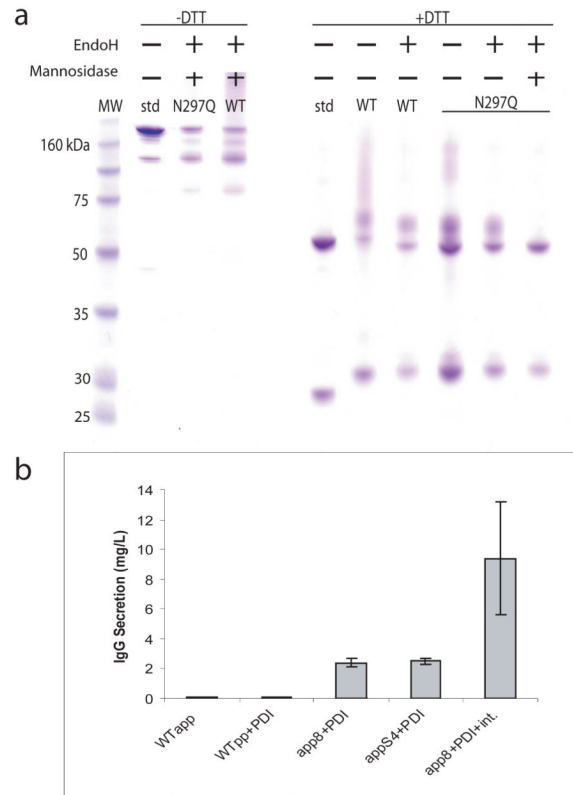 a
-DTT
+DTT
EndoH − + + − − + − + +
Mannosidase − + + − − − − − +
MW std N297Q WT std WT WT N297Q
160 kDa
75
50
35
30
25
b
IgG Secretion (mg/L)
14
12
10
8
6
4
2
0
WTapp
WTpp+PDI
app8+PDI
appS4+PDI
app8+PDI+int.